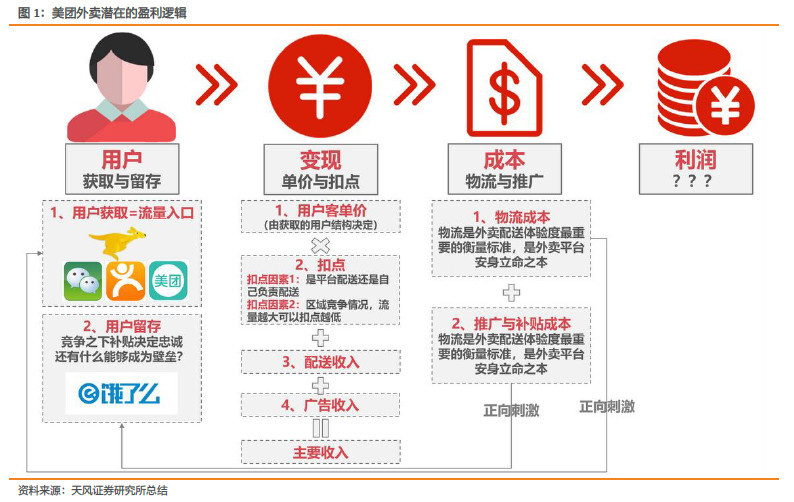 图 1：美团外卖潜在的盈利逻辑
用户
获取与留存
变现
单价与扣点
成本
物流与推广
利润
？？？
1、用户获取=流量入口
美团
2、用户留存
竞争之下补贴决定忠诚
还有什么能够成为壁垒?
饿了么
1、用户客单价
(由获取的用户结构决定)
2、扣点
扣点因素1：是平台配送还是自
己负责配送
扣点因素2：区域竞争情况，流
量越大可以扣点越低
3、配送收入
4、广告收入
主要收入
1、物流成本
物流是外卖配送体验度最重
要的衡量标准，是外卖平台
安身立命之本
2、推广与补贴成本
物流是外卖配送体验度最重
要的衡量标准，是外卖平台
安身立命之本
正向刺激
正向刺激
资料来源：天风证券研究所总结